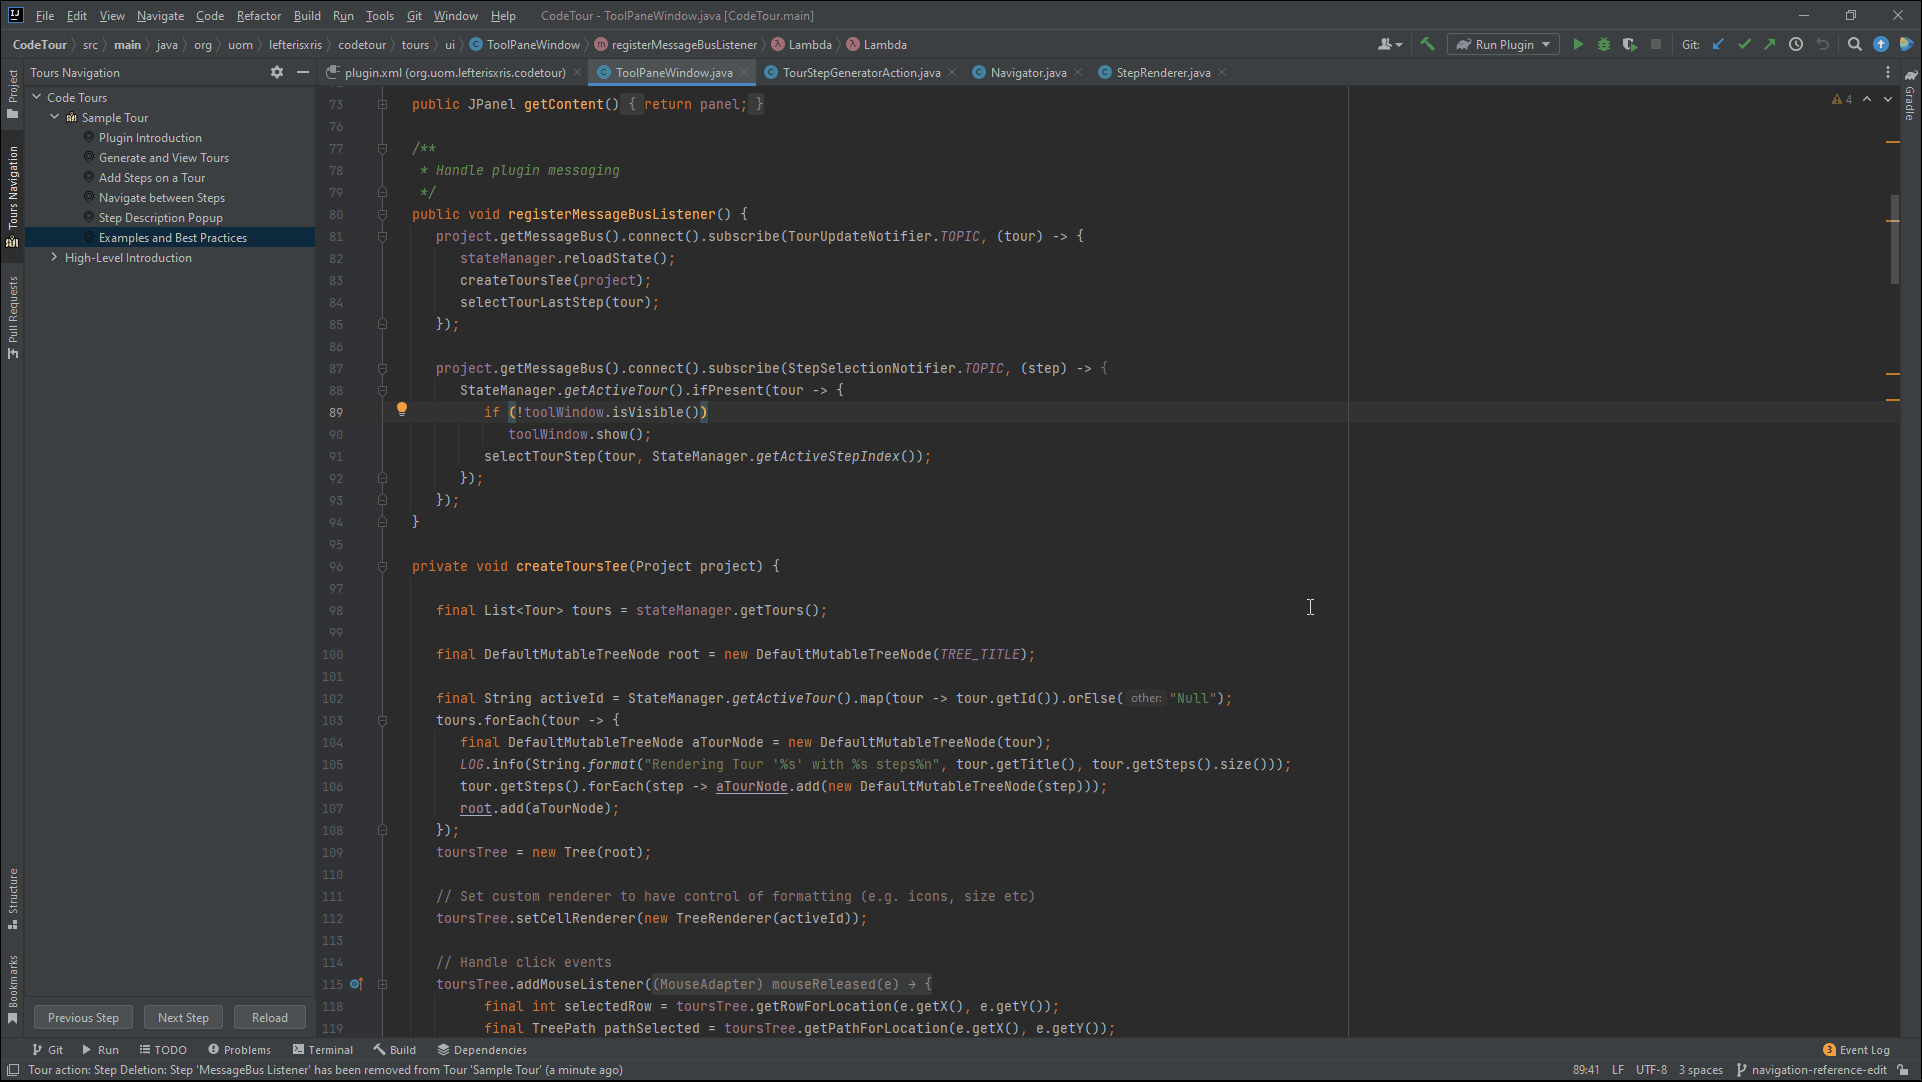 File Edit View Navigate Code Refactor Build Run Tools Git Window Help CodeTour - ToolPaneWindow.java [CodeTour.main]
CodeTour src main java org uom lefterisxris codetour tours ui ToolPaneWindow registerMessageBusListener Lambda Lambda Run Plugin Git:
Tours Navigation plugin.xml (org.uom.lefterisxris.codetour) ToolPaneWindow.java TourStepGeneratorAction.java Navigator.java StepRenderer.java
Project
Tours Navigation
Pull Requests
Structure
Bookmarks
Gradle
Code Tours
Sample Tour
Plugin Introduction
Generate and View Tours
Add Steps on a Tour
Navigate between Steps
Step Description Popup
Examples and Best Practices
High-Level Introduction
Previous Step Next Step Reload
4
73 public JPanel getContent() { return panel; }
76
77 /**
78 * Handle plugin messaging
79 */
80 public void registerMessageBusListener() {
81 project.getMessageBus().connect().subscribe(TourUpdateNotifier.TOPIC, (tour) -> {
82 stateManager.reloadState();
83 createToursTee(project);
84 selectTourLastStep(tour);
85 });
86
87 project.getMessageBus().connect().subscribe(StepSelectionNotifier.TOPIC, (step) -> {
88 StateManager.getActiveTour().ifPresent(tour -> {
89 if (!toolWindow.isVisible())
90 toolWindow.show();
91 selectTourStep(tour, StateManager.getActiveStepIndex());
92 });
93 });
94 }
95
96 private void createToursTee(Project project) {
97
98 final List<Tour> tours = stateManager.getTours();
99
100 final DefaultMutableTreeNode root = new DefaultMutableTreeNode(TREE_TITLE);
101
102 final String activeId = StateManager.getActiveTour().map(tour -> tour.getId()).orElse( other: "Null");
103 tours.forEach(tour -> {
104 final DefaultMutableTreeNode aTourNode = new DefaultMutableTreeNode(tour);
105 LOG.info(String.format("Rendering Tour '%s' with %s steps%n", tour.getTitle(), tour.getSteps().size()));
106 tour.getSteps().forEach(step -> aTourNode.add(new DefaultMutableTreeNode(step)));
107 root.add(aTourNode);
108 });
109 toursTree = new Tree(root);
110
111 // Set custom renderer to have control of formatting (e.g. icons, size etc)
112 toursTree.setCellRenderer(new TreeRenderer(activeId));
113
114 // Handle click events
115 toursTree.addMouseListener((MouseAdapter) mouseReleased(e) → {
118 final int selectedRow = toursTree.getRowForLocation(e.getX(), e.getY());
119 final TreePath pathSelected = toursTree.getPathForLocation(e.getX(), e.getY());
Git Run TODO Problems Terminal Build Dependencies 3 Event Log
Tour action: Step Deletion: Step 'MessageBus Listener' has been removed from Tour 'Sample Tour' (a minute ago) 89:41 LF UTF-8 3 spaces navigation-reference-edit